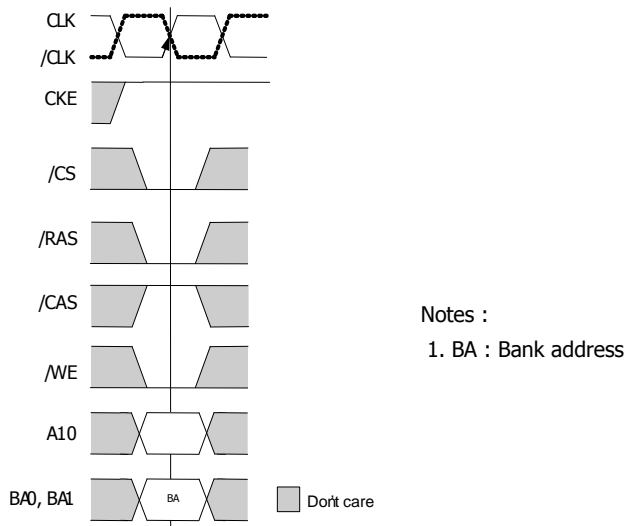 CLK
/CLK
CKE
/CS
/RAS
/CAS
/WE
A10
BA0, BA1
BA
Don't care
Notes :
1. BA : Bank address